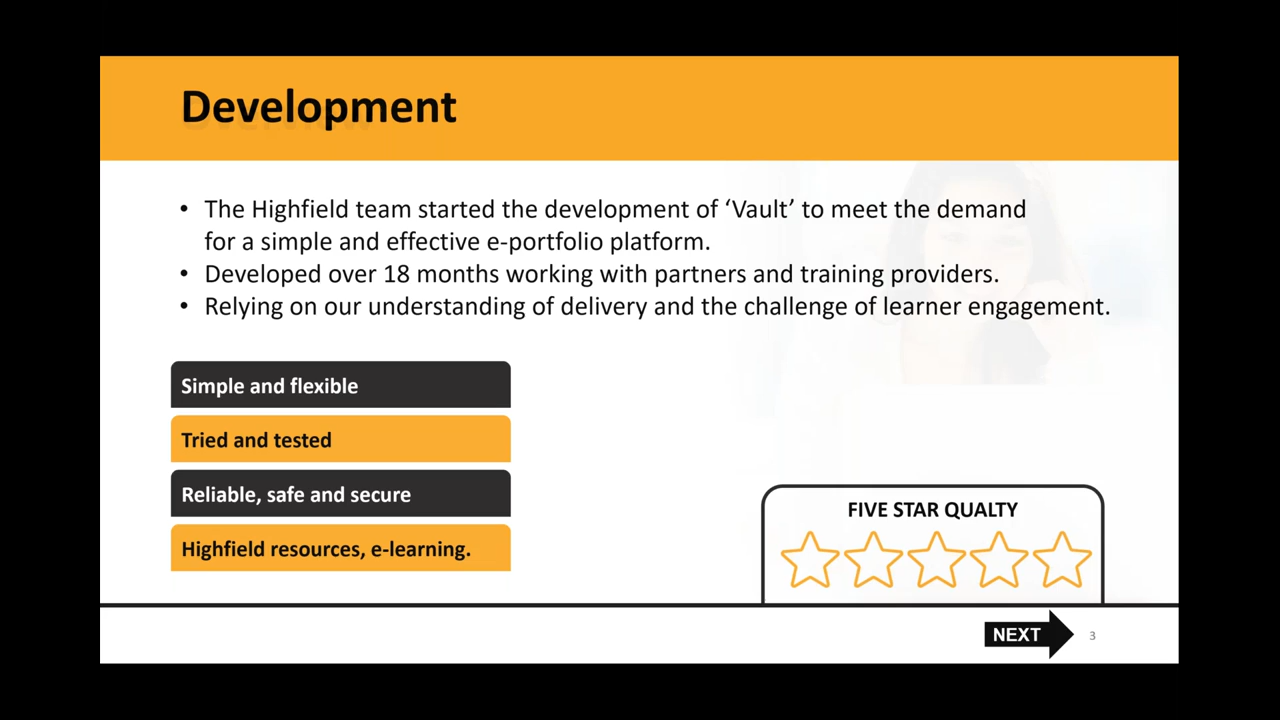 Development
• The Highfield team started the development of ‘Vault’ to meet the demand
for a simple and effective e-portfolio platform.
• Developed over 18 months working with partners and training providers.
• Relying on our understanding of delivery and the challenge of learner engagement.
Simple and flexible
Tried and tested
Reliable, safe and secure
Highfield resources, e-learning.
FIVE STAR QUALTY
NEXT
3